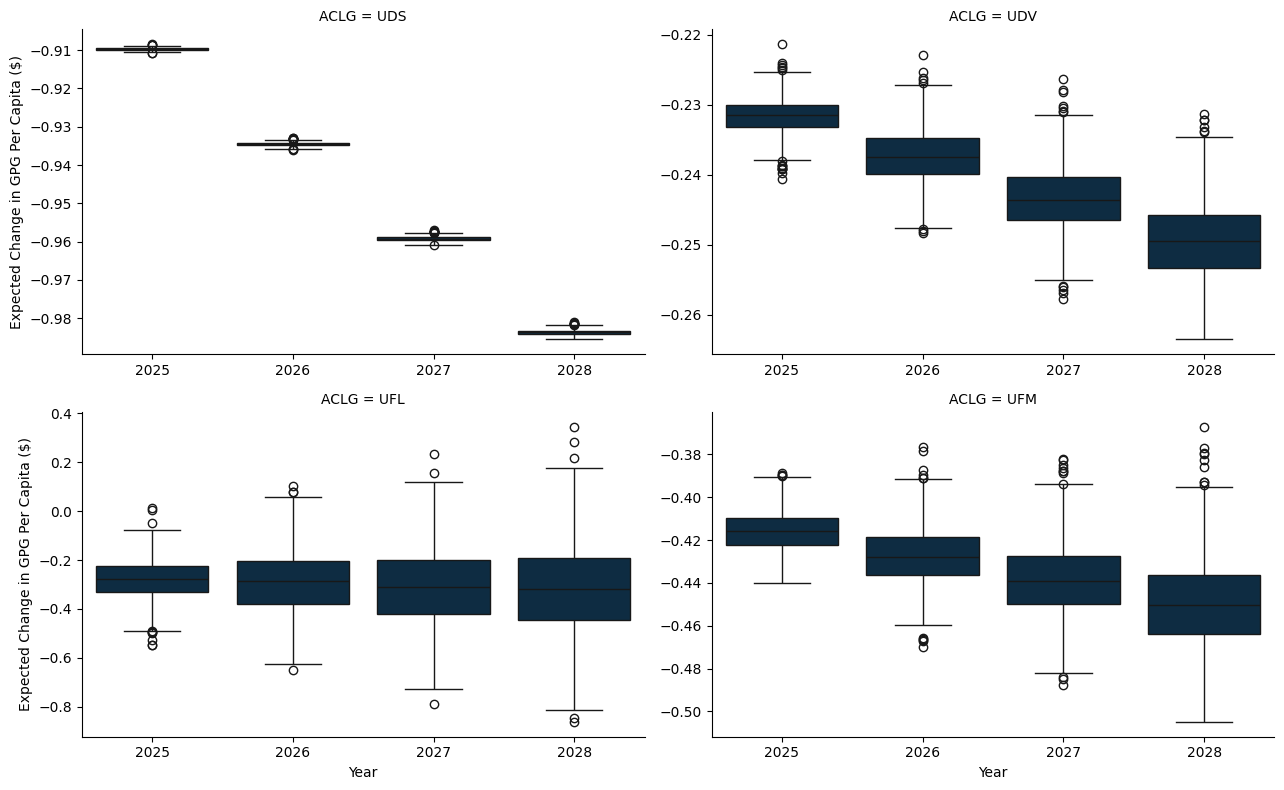 ACLG = UDS
Expected Change in GPG Per Capita ($)
−0.91
−0.92
−0.93
−0.94
−0.95
−0.96
−0.97
−0.98
2025 2026 2027 2028
ACLG = UDV
−0.22
−0.23
−0.24
−0.25
−0.26
2025 2026 2027 2028
ACLG = UFL
Expected Change in GPG Per Capita ($)
0.4
0.2
0.0
−0.2
−0.4
−0.6
−0.8
2025 2026 2027 2028
Year
ACLG = UFM
−0.38
−0.40
−0.42
−0.44
−0.46
−0.48
−0.50
2025 2026 2027 2028
Year